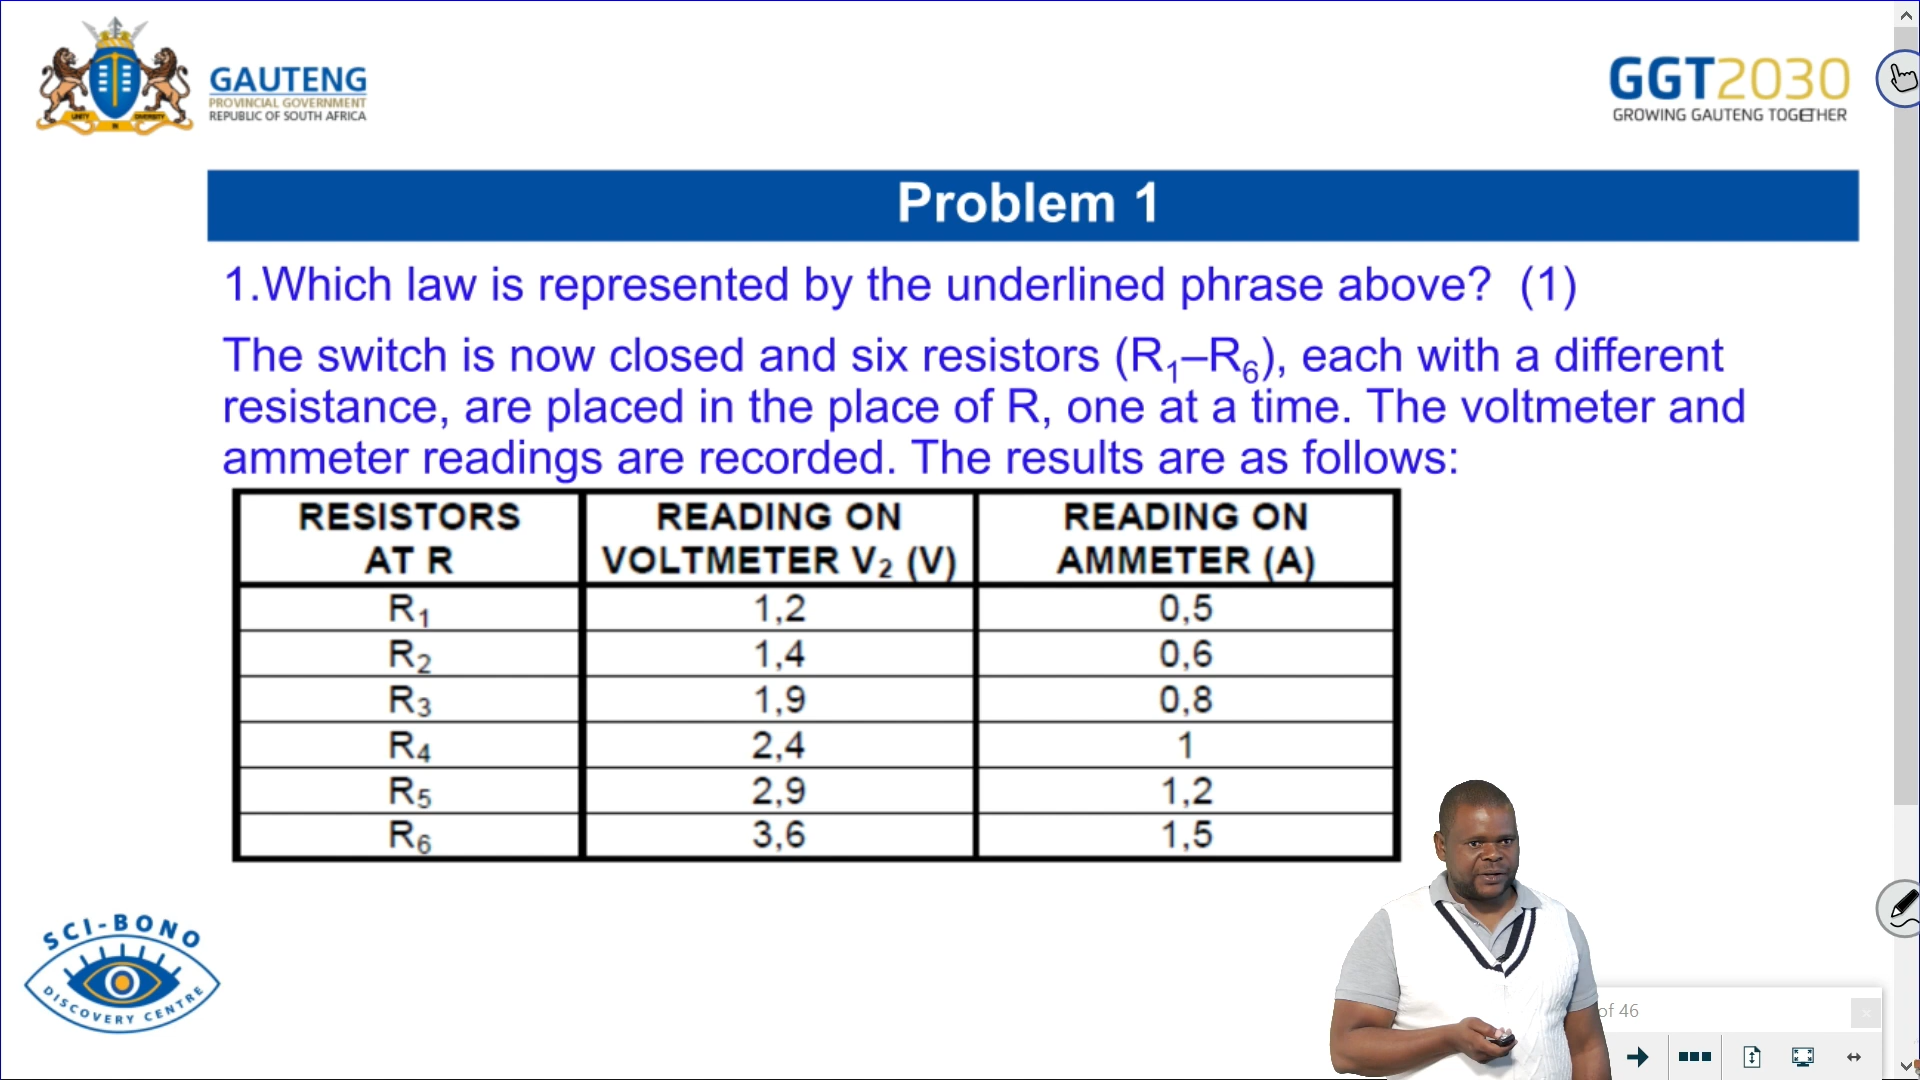 GAUTENG
PROVINCIAL GOVERNMENT
REPUBLIC OF SOUTH AFRICA
UNITY IN DIVERSITY
GGT2030
GROWING GAUTENG TOGETHER
Problem 1
1.Which law is represented by the underlined phrase above? (1)
The switch is now closed and six resistors (R₁–R₆), each with a different
resistance, are placed in the place of R, one at a time. The voltmeter and
ammeter readings are recorded. The results are as follows:
RESISTORS AT R READING ON VOLTMETER V₂ (V) READING ON AMMETER (A)
R₁ 1,2 0,5
R₂ 1,4 0,6
R₃ 1,9 0,8
R₄ 2,4 1
R₅ 2,9 1,2
R₆ 3,6 1,5
SCI-BONO
DISCOVERY CENTRE
of 46